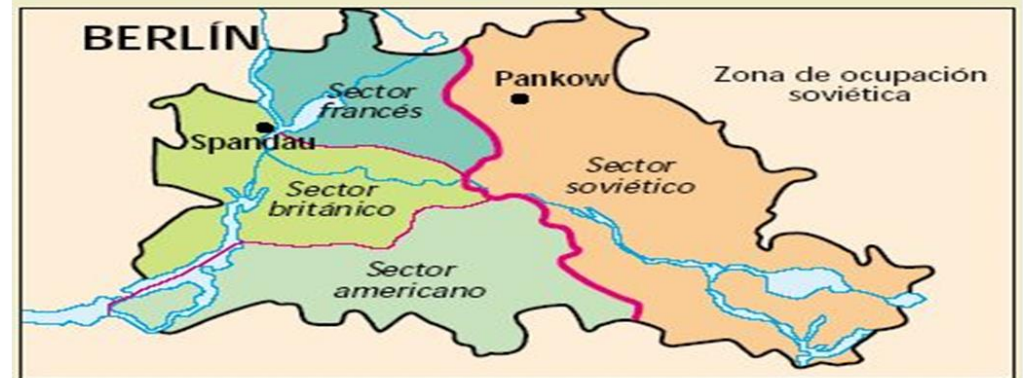 BERLÍN
Sector
francés
Pankow
Zona de ocupación
soviética
Spandau
Sector
soviético
Sector
británico
Sector
americano